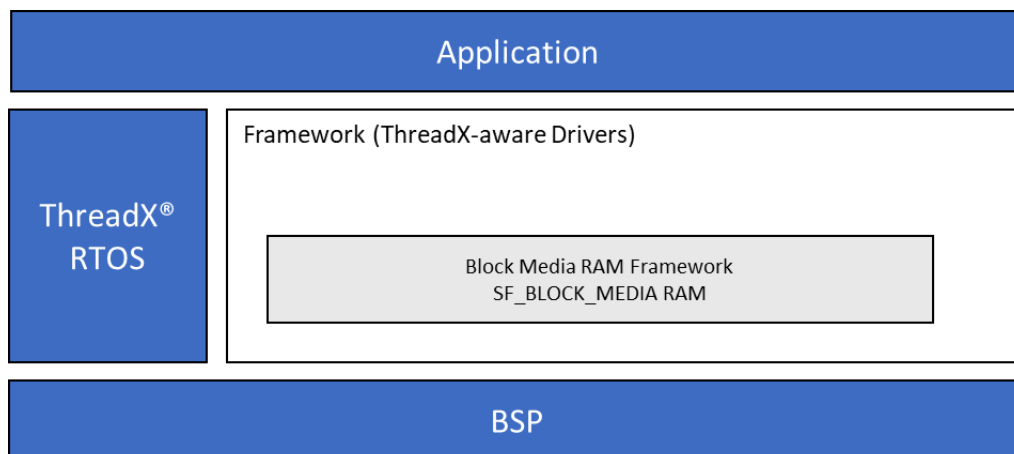 Application
ThreadX®
RTOS
Framework (ThreadX-aware Drivers)
Block Media RAM Framework
SF_BLOCK_MEDIA RAM
BSP